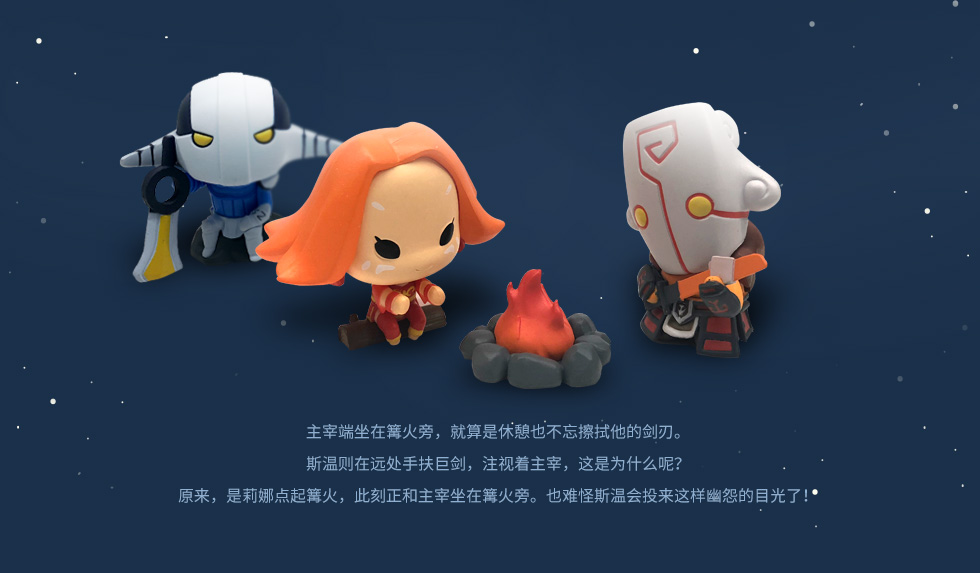 主宰端坐在篝火旁，就算是休憩也不忘擦拭他的剑刃。
斯温则在远处手扶巨剑，注视着主宰，这是为什么呢？
原来，是莉娜点起篝火，此刻正和主宰坐在篝火旁。也难怪斯温会投来这样幽怨的目光了！